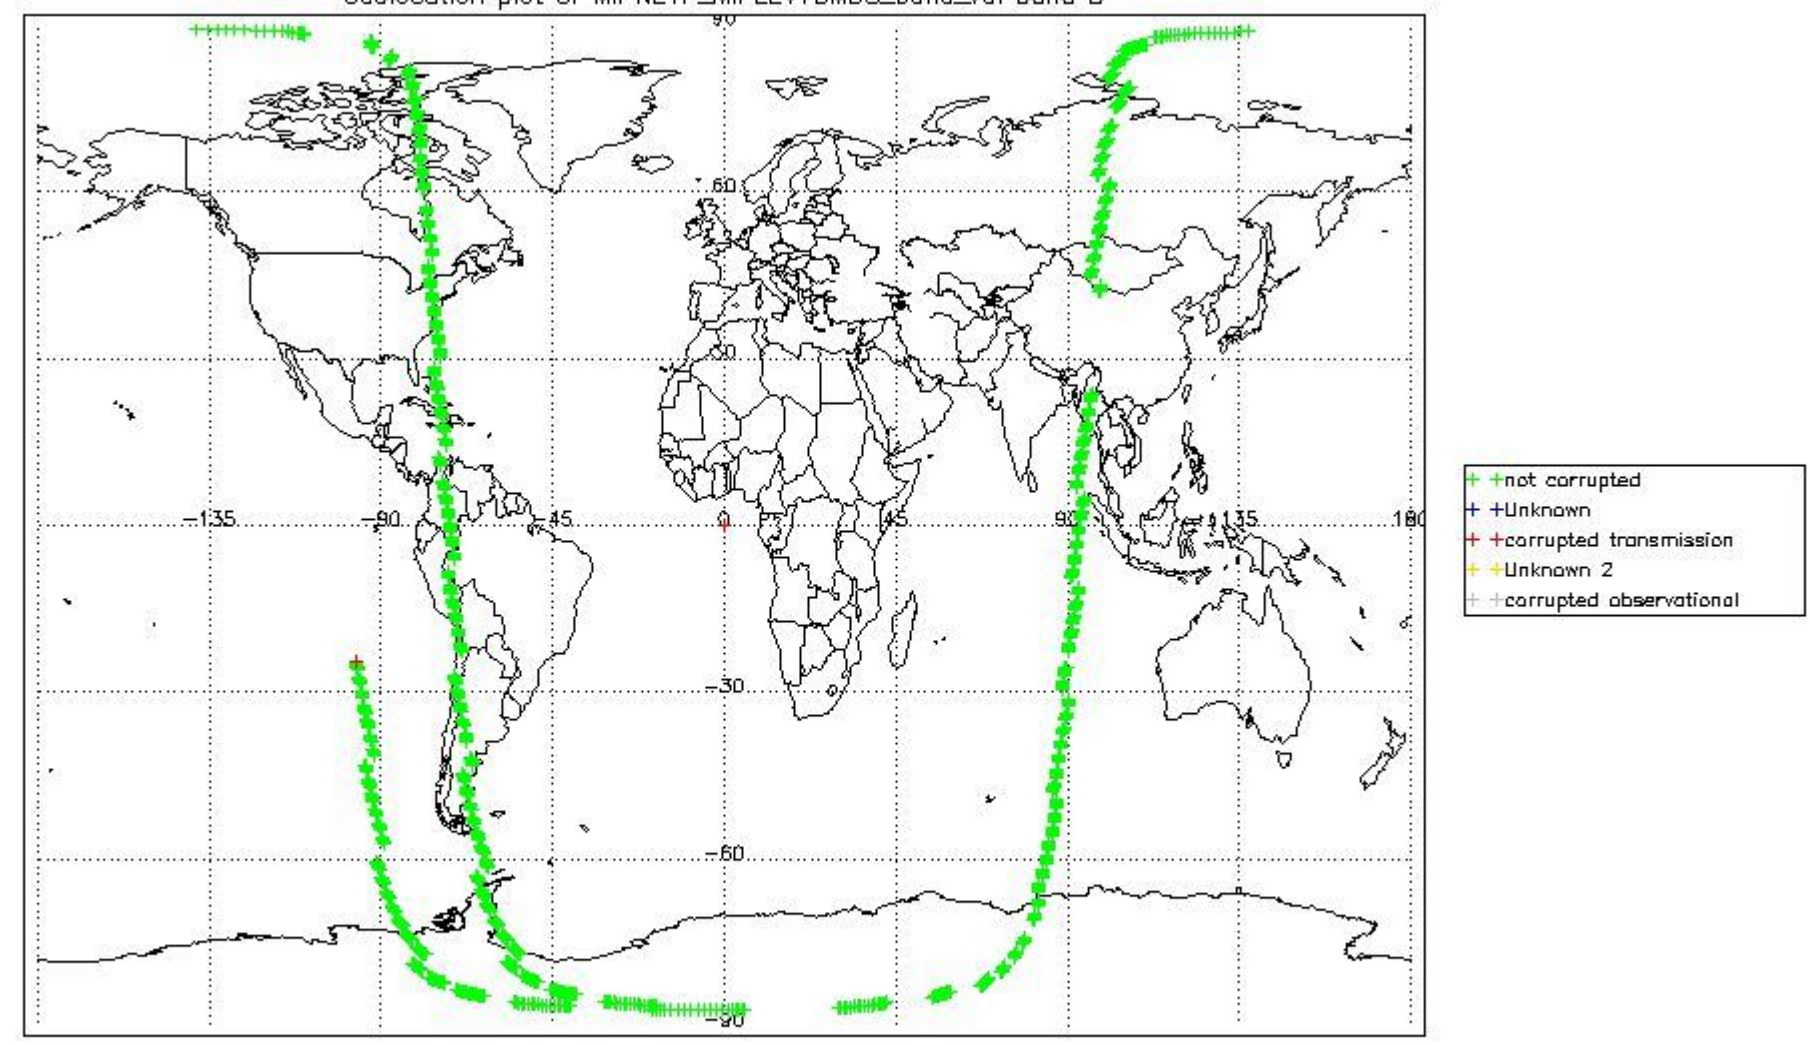 90
60
30
-135 -90 -45 0 45 90 135 180
-30
-60
-90
not corrupted
Unknown
corrupted transmission
Unknown 2
corrupted observational